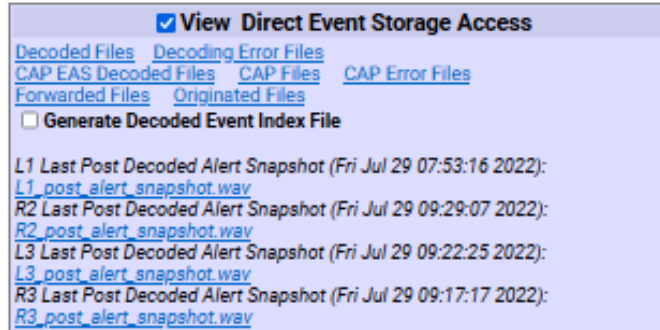 View Direct Event Storage Access
Decoded Files Decoding Error Files
CAP EAS Decoded Files CAP Files CAP Error Files
Forwarded Files Originated Files
Generate Decoded Event Index File
L1 Last Post Decoded Alert Snapshot (Fri Jul 29 07:53:16 2022):
L1_post_alert_snapshot.wav
R2 Last Post Decoded Alert Snapshot (Fri Jul 29 09:29:07 2022):
R2_post_alert_snapshot.wav
L3 Last Post Decoded Alert Snapshot (Fri Jul 29 09:22:25 2022):
L3_post_alert_snapshot.wav
R3 Last Post Decoded Alert Snapshot (Fri Jul 29 09:17:17 2022):
R3_post_alert_snapshot.wav